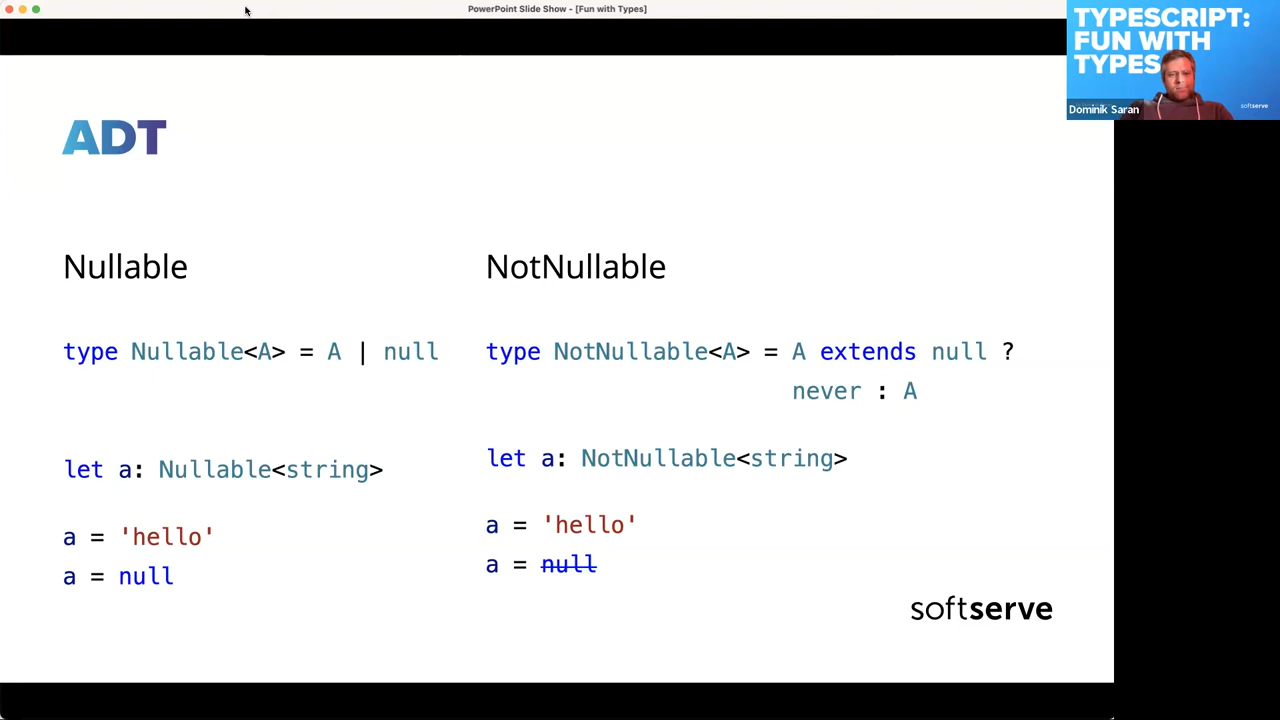 PowerPoint Slide Show - [Fun with Types]
TYPESCRIPT:
FUN WITH
TYPES
Dominik Saran
softserve
ADT
Nullable
type Nullable<A> = A | null
let a: Nullable<string>
a = 'hello'
a = null
NotNullable
type NotNullable<A> = A extends null ?
never : A
let a: NotNullable<string>
a = 'hello'
a = null
softserve